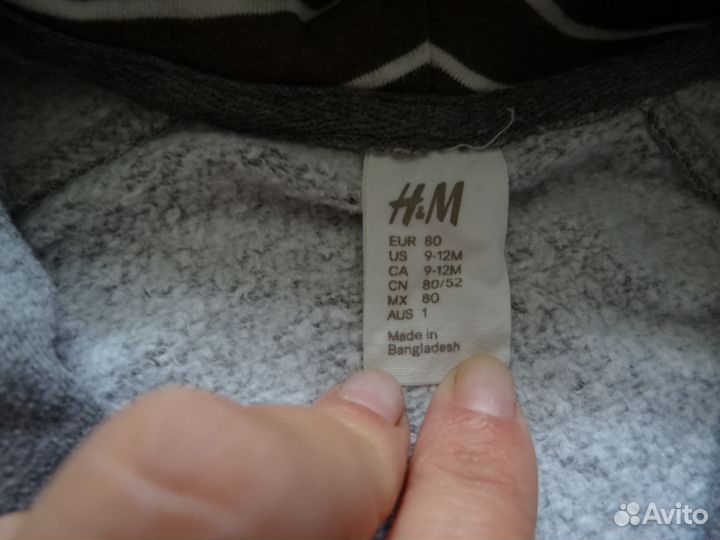 H&M
EUR 80
US 9-12M
CA 9-12M
CN 80/52
MX 80
AUS 1
Made in
Bangladesh
Avito